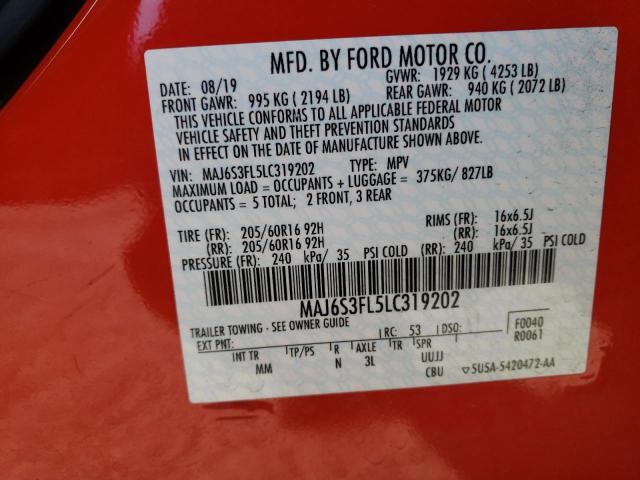 MFD. BY FORD MOTOR CO.
DATE: 08/19 GVWR: 1929 KG ( 4253 LB)
FRONT GAWR: 995 KG ( 2194 LB) REAR GAWR: 940 KG ( 2072 LB)
THIS VEHICLE CONFORMS TO ALL APPLICABLE FEDERAL MOTOR
VEHICLE SAFETY AND THEFT PREVENTION STANDARDS
IN EFFECT ON THE DATE OF MANUFACTURE SHOWN ABOVE.
VIN: MAJ6S3FL5LC319202 TYPE: MPV
MAXIMUM LOAD = OCCUPANTS + LUGGAGE = 375KG/ 827LB
OCCUPANTS = 5 TOTAL; 2 FRONT, 3 REAR
TIRE (FR): 205/60R16 92H RIMS (FR): 16x6.5J
(RR): 205/60R16 92H (RR): 16x6.5J
PRESSURE (FR): 240 kPa/ 35 PSI COLD (RR): 240 kPa/ 35 PSI COLD
MAJ6S3FL5LC319202
TRAILER TOWING - SEE OWNER GUIDE
EXT PNT: RC: 53 DSO: F0040
R0061
INT TR TP/PS R AXLE TR SPR
MM N 3L UUJJ
CBU 5U5A-5420472-AA